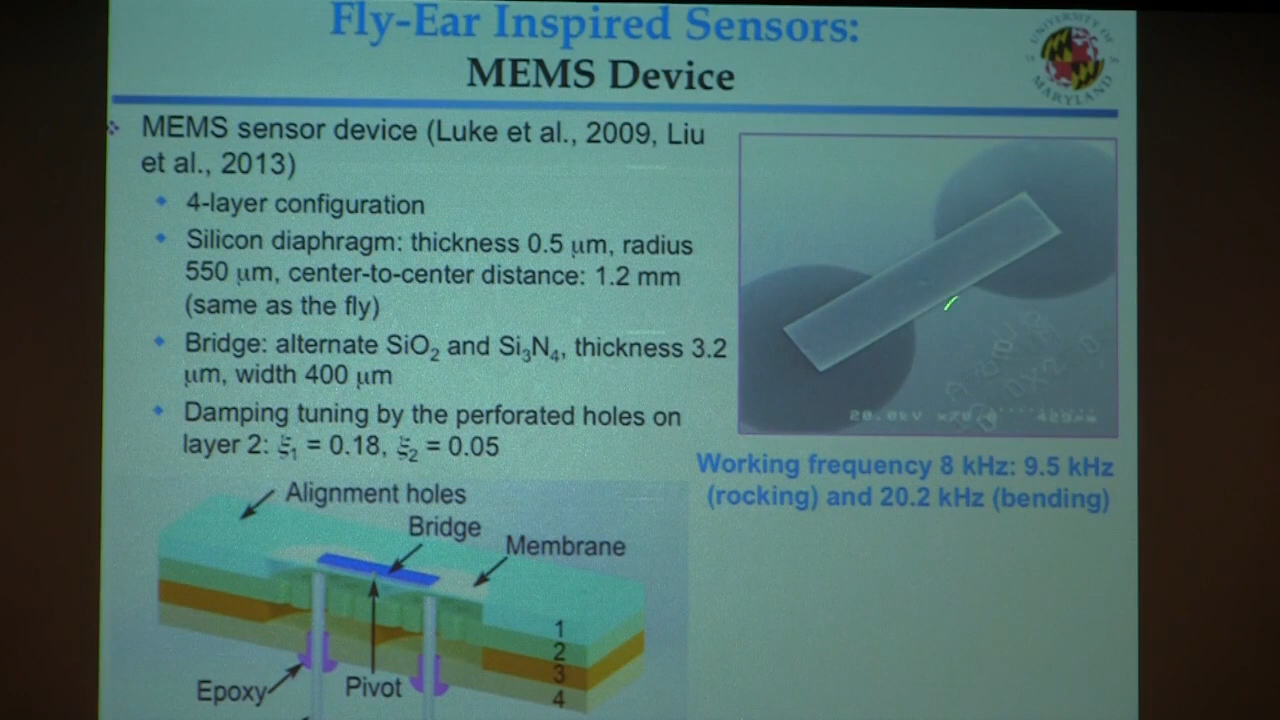 Fly-Ear Inspired Sensors:
MEMS Device
UNIVERSITY OF
MARYLAND
MEMS sensor device (Luke et al., 2009, Liu
et al., 2013)
4-layer configuration
Silicon diaphragm: thickness 0.5 μm, radius
550 μm, center-to-center distance: 1.2 mm
(same as the fly)
Bridge: alternate SiO₂ and Si₃N₄, thickness 3.2
μm, width 400 μm
Damping tuning by the perforated holes on
layer 2: ξ₁ = 0.18, ξ₂ = 0.05
20.0kV
Working frequency 8 kHz: 9.5 kHz
(rocking) and 20.2 kHz (bending)
Alignment holes
Bridge
Membrane
1
2
3
4
Epoxy
Pivot